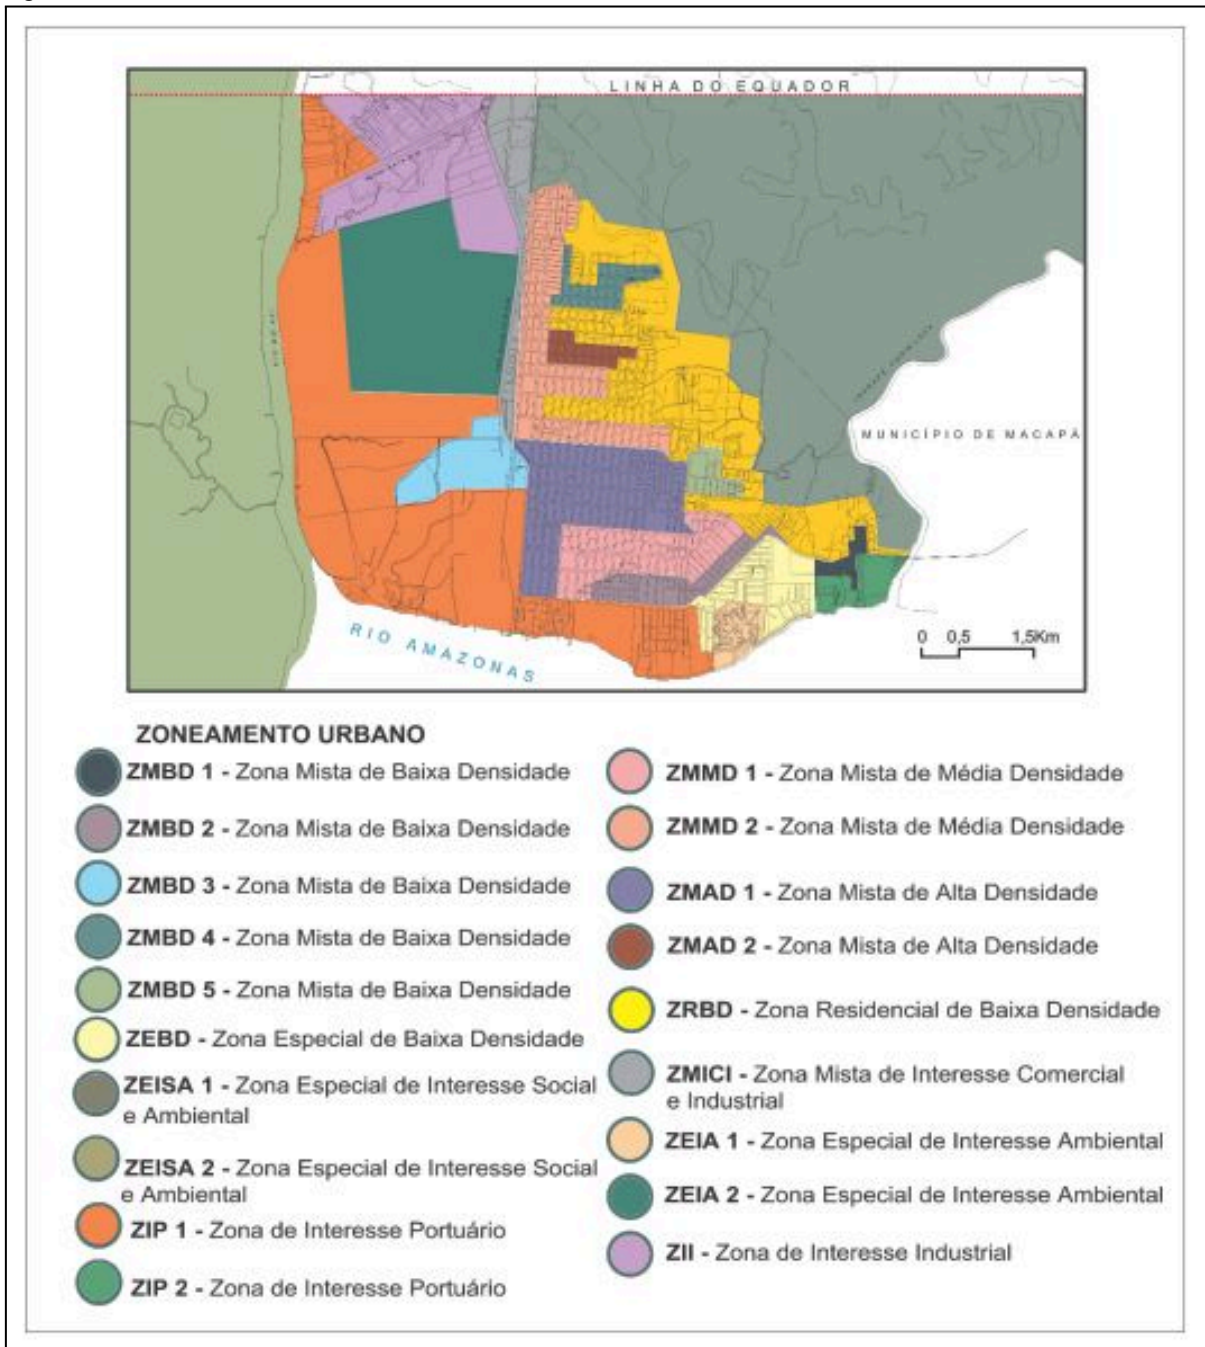 LINHA DO EQUADOR
MUNICÍPIO DE MACAPÁ
RIO AMAZONAS
0 0,5 1,5Km
ZONEAMENTO URBANO
ZMBD 1 - Zona Mista de Baixa Densidade
ZMBD 2 - Zona Mista de Baixa Densidade
ZMBD 3 - Zona Mista de Baixa Densidade
ZMBD 4 - Zona Mista de Baixa Densidade
ZMBD 5 - Zona Mista de Baixa Densidade
ZEBD - Zona Especial de Baixa Densidade
ZEISA 1 - Zona Especial de Interesse Social
e Ambiental
ZEISA 2 - Zona Especial de Interesse Social
e Ambiental
ZIP 1 - Zona de Interesse Portuário
ZIP 2 - Zona de Interesse Portuário
ZMMD 1 - Zona Mista de Média Densidade
ZMMD 2 - Zona Mista de Média Densidade
ZMAD 1 - Zona Mista de Alta Densidade
ZMAD 2 - Zona Mista de Alta Densidade
ZRBD - Zona Residencial de Baixa Densidade
ZMICI - Zona Mista de Interesse Comercial
e Industrial
ZEIA 1 - Zona Especial de Interesse Ambiental
ZEIA 2 - Zona Especial de Interesse Ambiental
ZII - Zona de Interesse Industrial